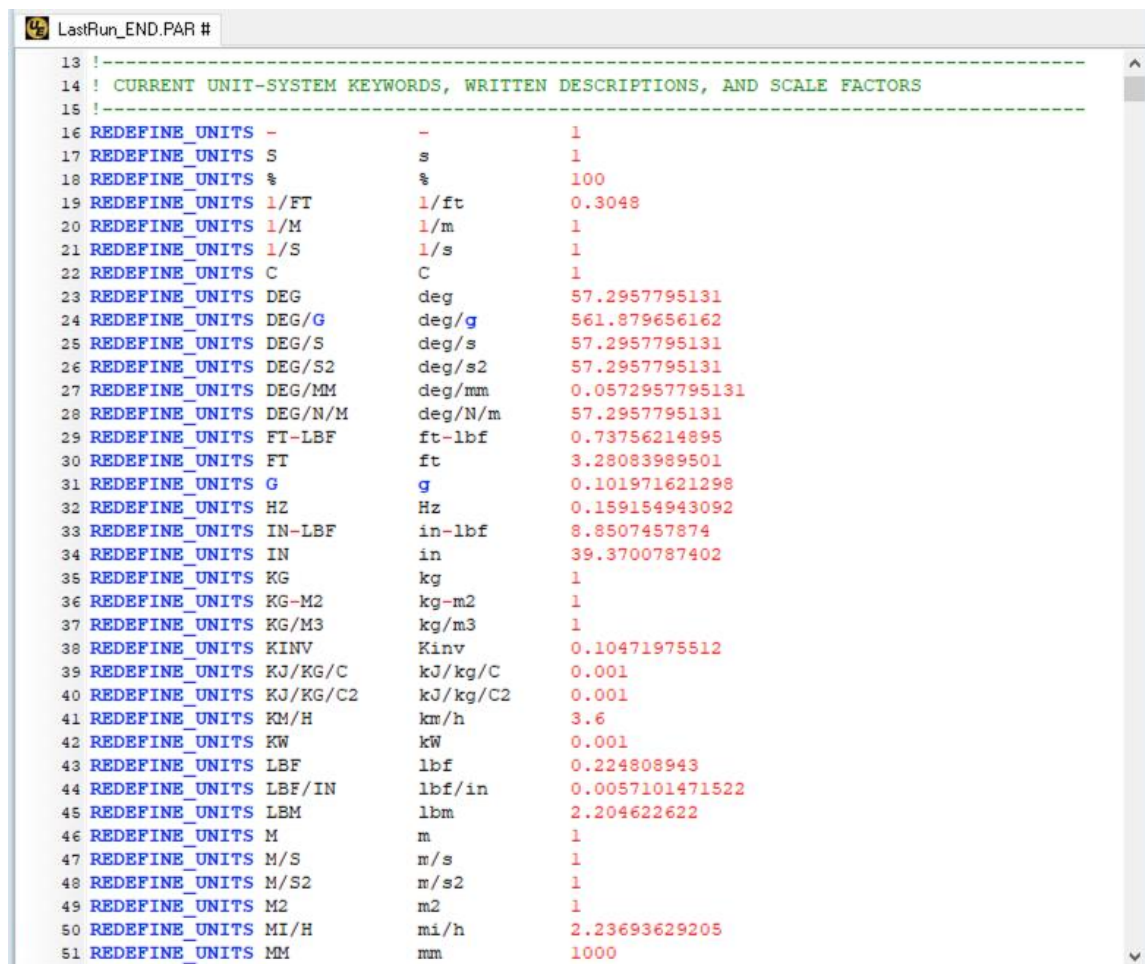 LastRun_END.PAR #
13 !-------------------------------------------------------------------------------------
14 ! CURRENT UNIT-SYSTEM KEYWORDS, WRITTEN DESCRIPTIONS, AND SCALE FACTORS
15 !-------------------------------------------------------------------------------------
16 REDEFINE_UNITS - - 1
17 REDEFINE_UNITS S s 1
18 REDEFINE_UNITS % % 100
19 REDEFINE_UNITS 1/FT 1/ft 0.3048
20 REDEFINE_UNITS 1/M 1/m 1
21 REDEFINE_UNITS 1/S 1/s 1
22 REDEFINE_UNITS C C 1
23 REDEFINE_UNITS DEG deg 57.2957795131
24 REDEFINE_UNITS DEG/G deg/g 561.879656162
25 REDEFINE_UNITS DEG/S deg/s 57.2957795131
26 REDEFINE_UNITS DEG/S2 deg/s2 57.2957795131
27 REDEFINE_UNITS DEG/MM deg/mm 0.0572957795131
28 REDEFINE_UNITS DEG/N/M deg/N/m 57.2957795131
29 REDEFINE_UNITS FT-LBF ft-lbf 0.73756214895
30 REDEFINE_UNITS FT ft 3.28083989501
31 REDEFINE_UNITS G g 0.101971621298
32 REDEFINE_UNITS HZ Hz 0.159154943092
33 REDEFINE_UNITS IN-LBF in-lbf 8.8507457874
34 REDEFINE_UNITS IN in 39.3700787402
35 REDEFINE_UNITS KG kg 1
36 REDEFINE_UNITS KG-M2 kg-m2 1
37 REDEFINE_UNITS KG/M3 kg/m3 1
38 REDEFINE_UNITS KINV Kinv 0.10471975512
39 REDEFINE_UNITS KJ/KG/C kJ/kg/C 0.001
40 REDEFINE_UNITS KJ/KG/C2 kJ/kg/C2 0.001
41 REDEFINE_UNITS KM/H km/h 3.6
42 REDEFINE_UNITS KW kW 0.001
43 REDEFINE_UNITS LBF lbf 0.224808943
44 REDEFINE_UNITS LBF/IN lbf/in 0.0057101471522
45 REDEFINE_UNITS LBM lbm 2.204622622
46 REDEFINE_UNITS M m 1
47 REDEFINE_UNITS M/S m/s 1
48 REDEFINE_UNITS M/S2 m/s2 1
49 REDEFINE_UNITS M2 m2 1
50 REDEFINE_UNITS MI/H mi/h 2.23693629205
51 REDEFINE_UNITS MM mm 1000